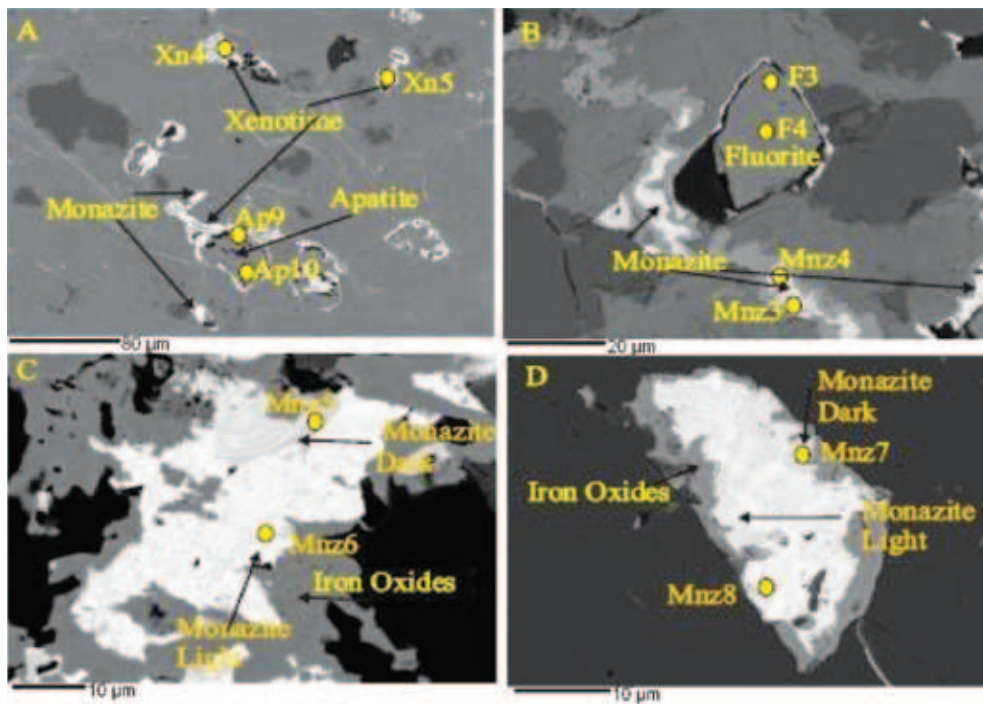 A
Xn4
Xn5
Xenotime
Monazite
Apatite
Ap9
Ap10
80 µm
B
F3
F4
Fluorite
Monazite
Mnz4
Mnz3
20 µm
C
Monazite
Dark
Mnz6
Iron Oxides
Monazite
Light
10 µm
D
Monazite
Dark
Mnz7
Iron Oxides
Monazite
Light
Mnz8
10 µm